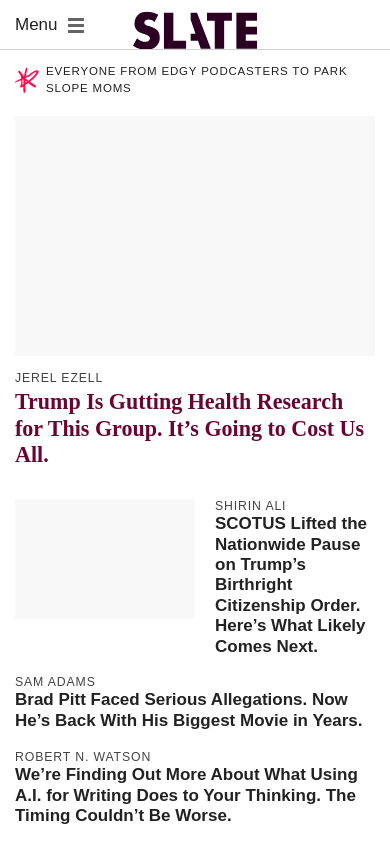 Menu
SLATE
EVERYONE FROM EDGY PODCASTERS TO PARK
SLOPE MOMS
JEREL EZELL
Trump Is Gutting Health Research
for This Group. It’s Going to Cost Us
All.
SHIRIN ALI
SCOTUS Lifted the
Nationwide Pause
on Trump’s
Birthright
Citizenship Order.
Here’s What Likely
Comes Next.
SAM ADAMS
Brad Pitt Faced Serious Allegations. Now
He’s Back With His Biggest Movie in Years.
ROBERT N. WATSON
We’re Finding Out More About What Using
A.I. for Writing Does to Your Thinking. The
Timing Couldn’t Be Worse.